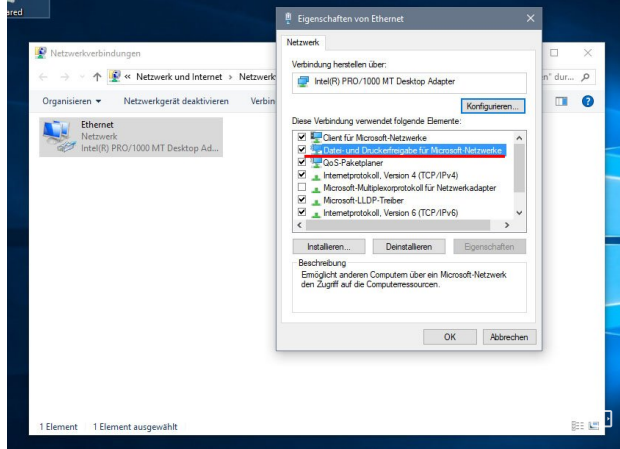 ared
Eigenschaften von Ethernet
Netzwerk
Verbindung herstellen über:
Intel(R) PRO/1000 MT Desktop Adapter
Konfigurieren...
Diese Verbindung verwendet folgende Elemente:
Client für Microsoft-Netzwerke
Datei- und Druckerfreigabe für Microsoft-Netzwerke
QoS-Paketplaner
Internetprotokoll, Version 4 (TCP/IPv4)
Microsoft-Multiplexorprotokoll für Netzwerkadapter
Microsoft-LLDP-Treiber
Internetprotokoll, Version 6 (TCP/IPv6)
Installieren...
Deinstallieren
Eigenschaften
Beschreibung
Ermöglicht anderen Computern über ein Microsoft-Netzwerk
den Zugriff auf die Computerressourcen.
OK
Abbrechen
Netzwerkverbindungen
« Netzwerk und Internet › Netzwerk
n" dur...
Organisieren
Netzwerkgerät deaktivieren
Verbin
Ethernet
Netzwerk
Intel(R) PRO/1000 MT Desktop Ad...
1 Element
1 Element ausgewählt